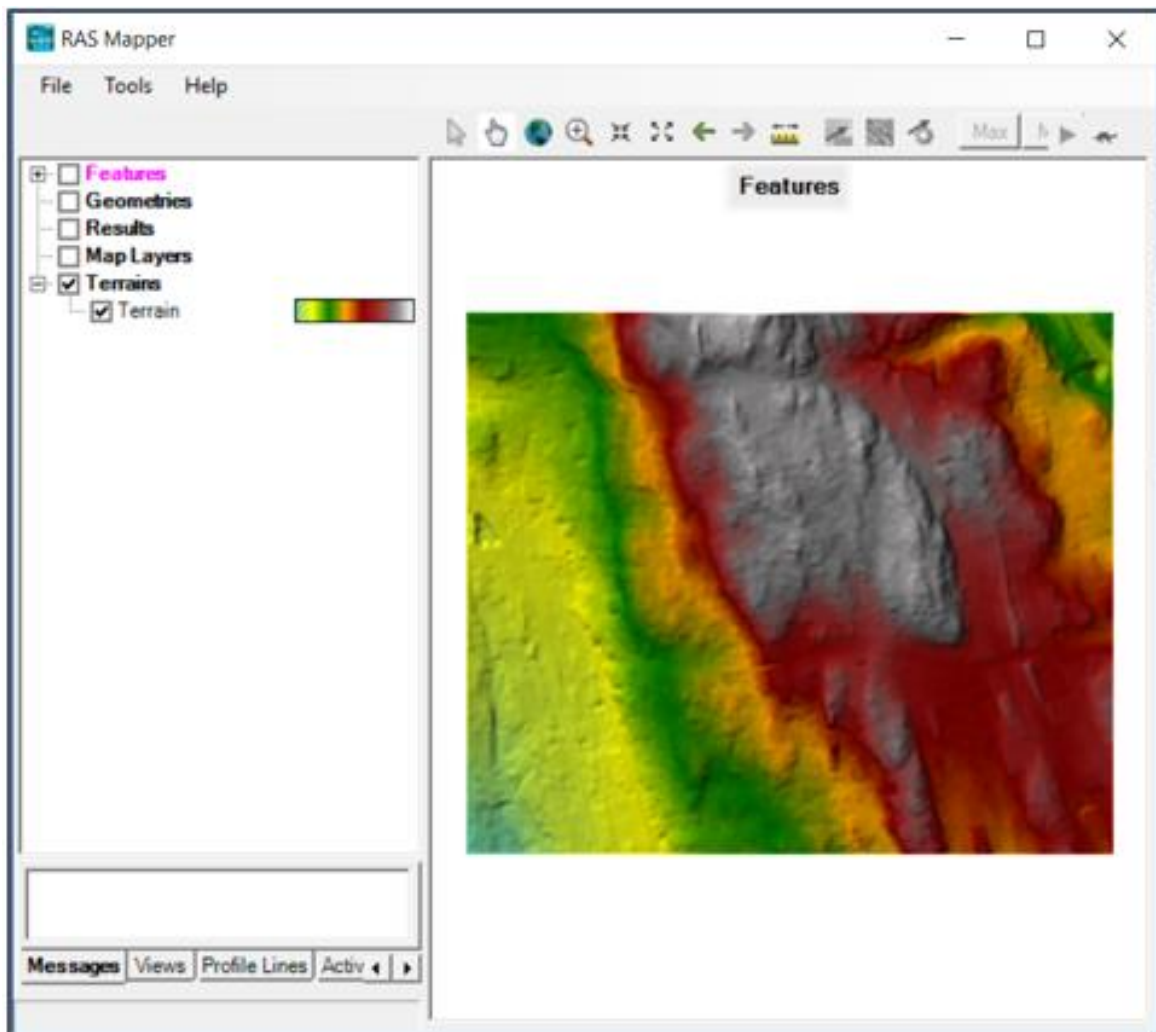 RAS Mapper
File Tools Help
Max
Features
Features
Geometries
Results
Map Layers
Terrains
Terrain
Messages Views Profile Lines Activ